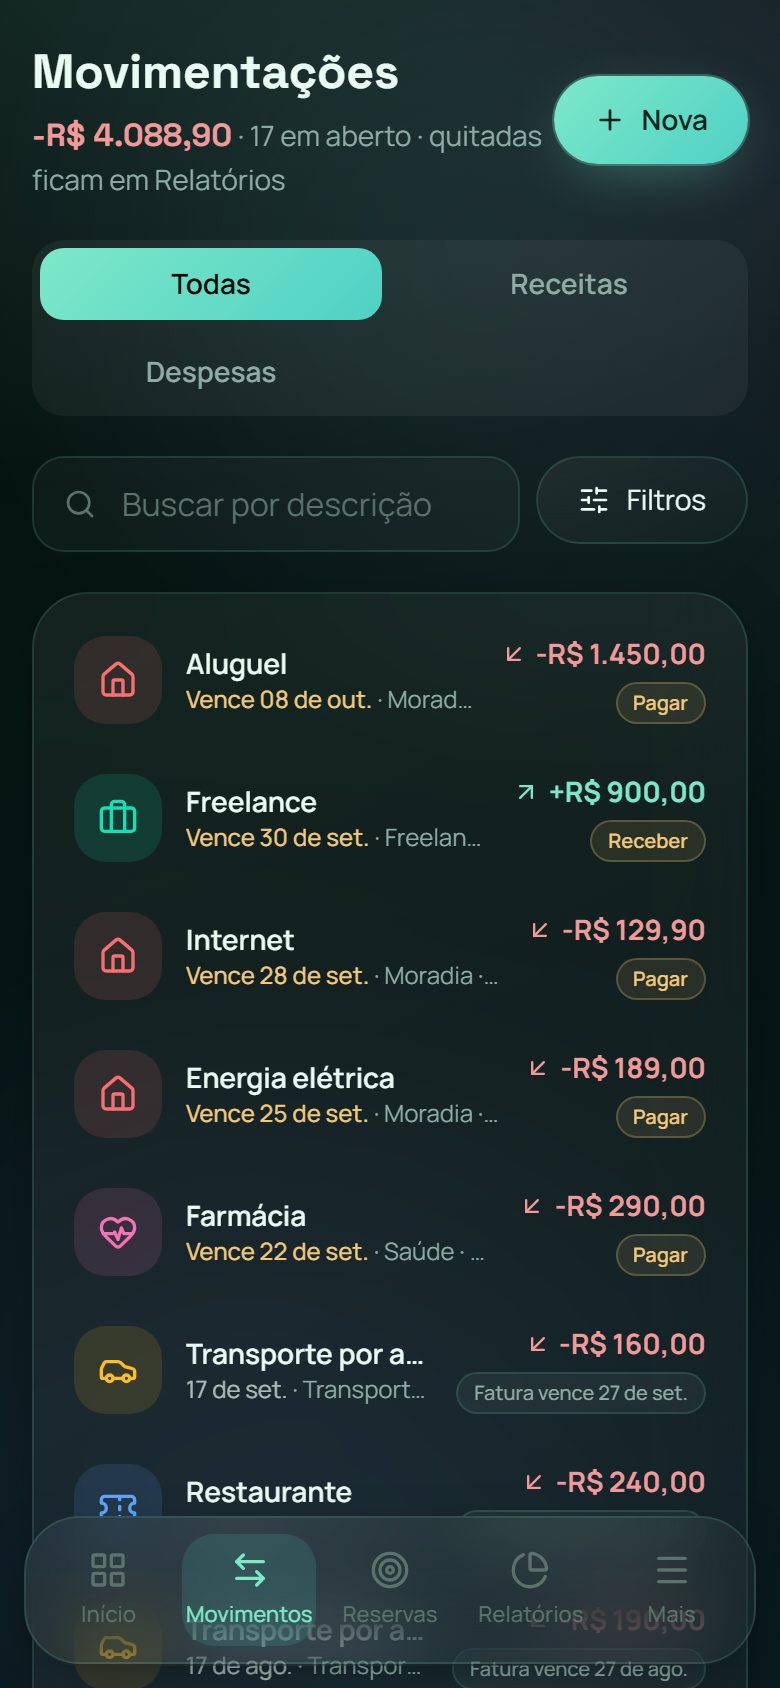 Movimentações
-R$ 4.088,90 · 17 em aberto · quitadas
ficam em Relatórios
+ Nova
Todas
Receitas
Despesas
Buscar por descrição
Filtros
Aluguel
-R$ 1.450,00
Vence 08 de out. · Morad...
Pagar
Freelance
+R$ 900,00
Vence 30 de set. · Freelan...
Receber
Internet
-R$ 129,90
Vence 28 de set. · Moradia ·...
Pagar
Energia elétrica
-R$ 189,00
Vence 25 de set. · Moradia ·...
Pagar
Farmácia
-R$ 290,00
Vence 22 de set. · Saúde · ...
Pagar
Transporte por a...
-R$ 160,00
17 de set. · Transport...
Fatura vence 27 de set.
Restaurante
-R$ 240,00
Início
Movimentos
Reservas
Relatórios
Mais
Transporte por a...
R$ 190,00
17 de ago. · Transpor...
Fatura vence 27 de ago.